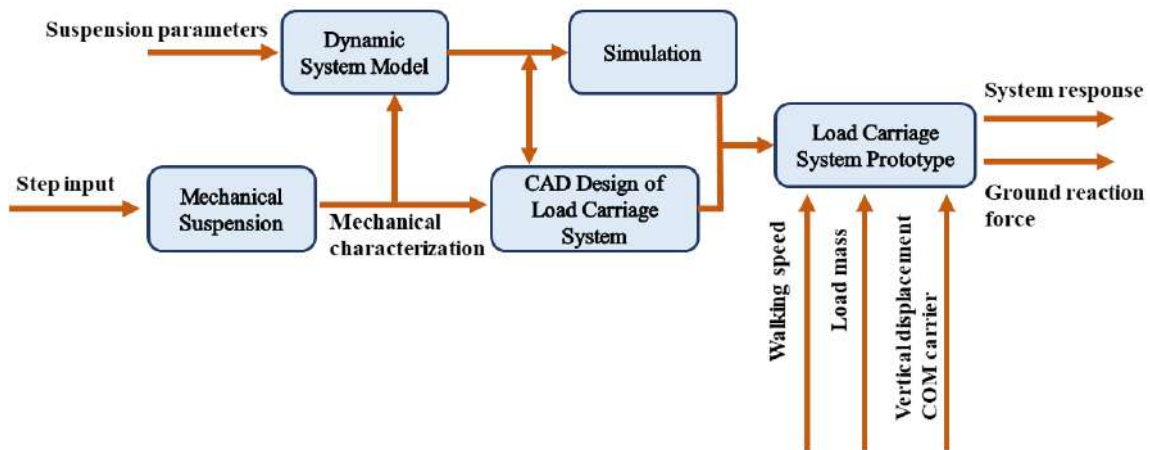 Suspension parameters
Dynamic
System Model
Simulation
System response
Load Carriage
System Prototype
Step input
Mechanical
Suspension
Mechanical
characterization
CAD Design of
Load Carriage
System
Ground reaction
force
Walking speed
Load mass
Vertical displacement
COM carrier